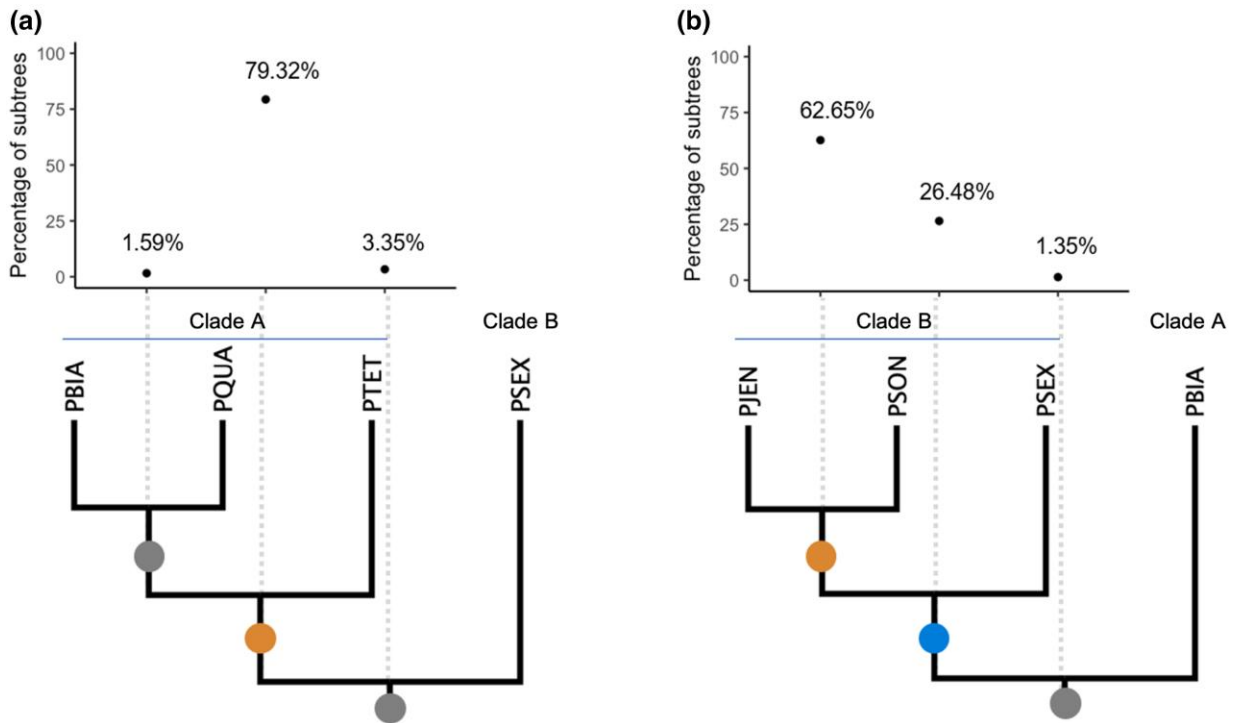 (a)
Percentage of subtrees
100
75
50
25
0
79.32%
1.59%
3.35%
Clade A
Clade B
PBIA
PQUA
PTET
PSEX
(b)
Percentage of subtrees
100
75
50
25
0
62.65%
26.48%
1.35%
Clade B
Clade A
PJEN
PSON
PSEX
PBIA